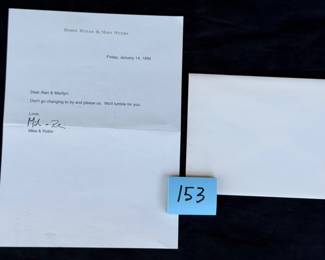 Friday, January 14, 1994
Dear Alan & Marilyn
Don't go changing to try and please us. We'll tumble for you.
Love,
Mike & Robin
153